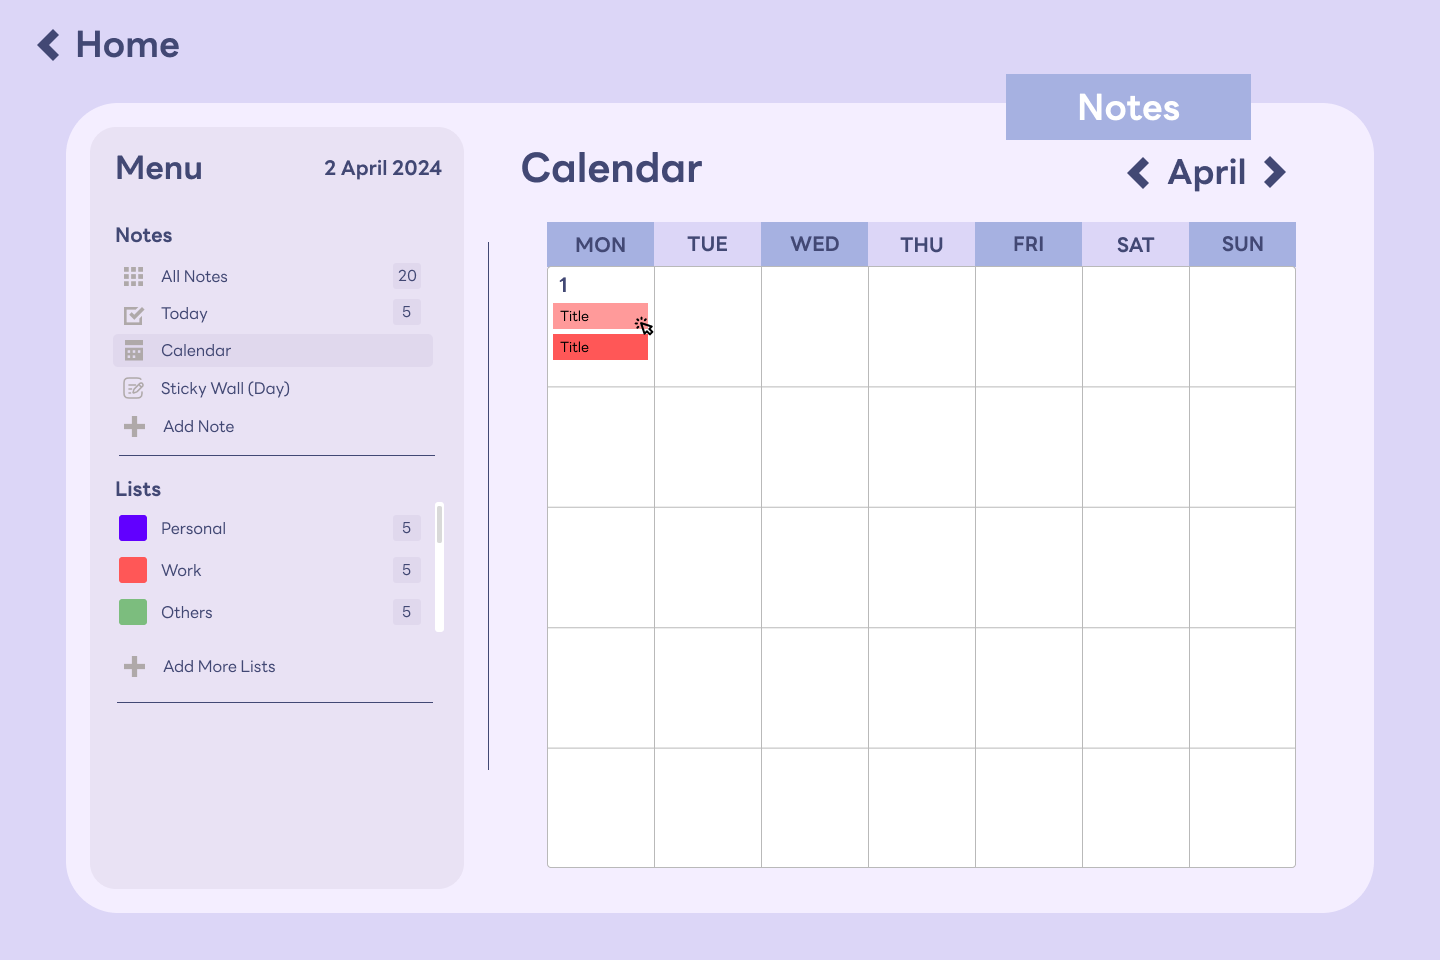 Home
Notes
Menu
2 April 2024
Notes
All Notes
20
Today
5
Calendar
Sticky Wall (Day)
Add Note
Lists
Personal
5
Work
5
Others
5
Add More Lists
Calendar
April
MON TUE WED THU FRI SAT SUN
1
Title
Title